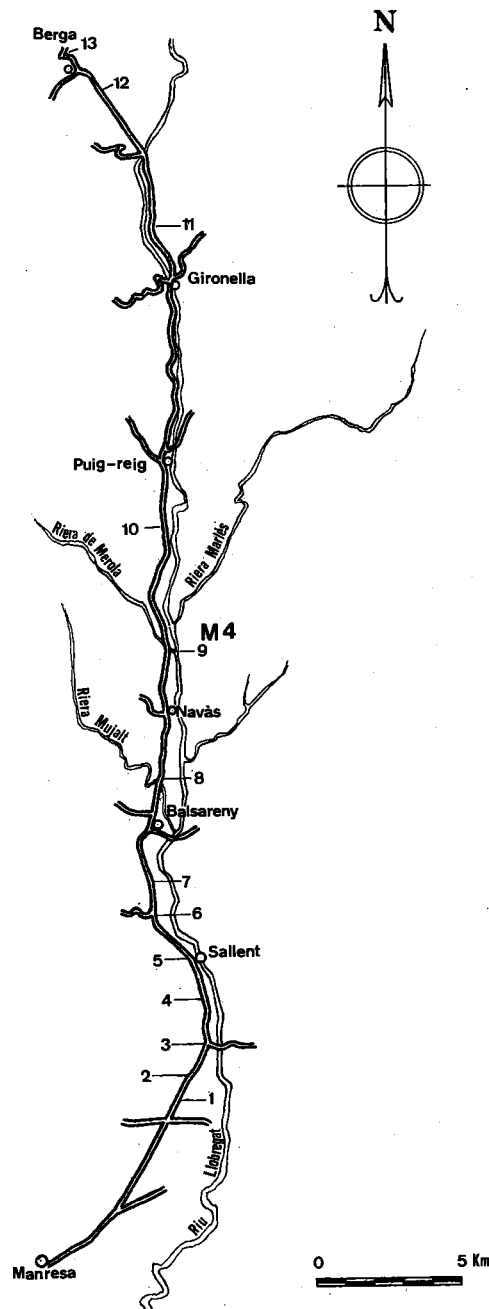 N
Berga
13
12
11
Gironella
Puig-reig
10
Riera de Merola
Riera Marlès
M4
9
Navàs
Riera Mujalt
8
Balsareny
7
6
Sallent
5
4
3
2
1
Riu Llobregat
Manresa
0 5 Km